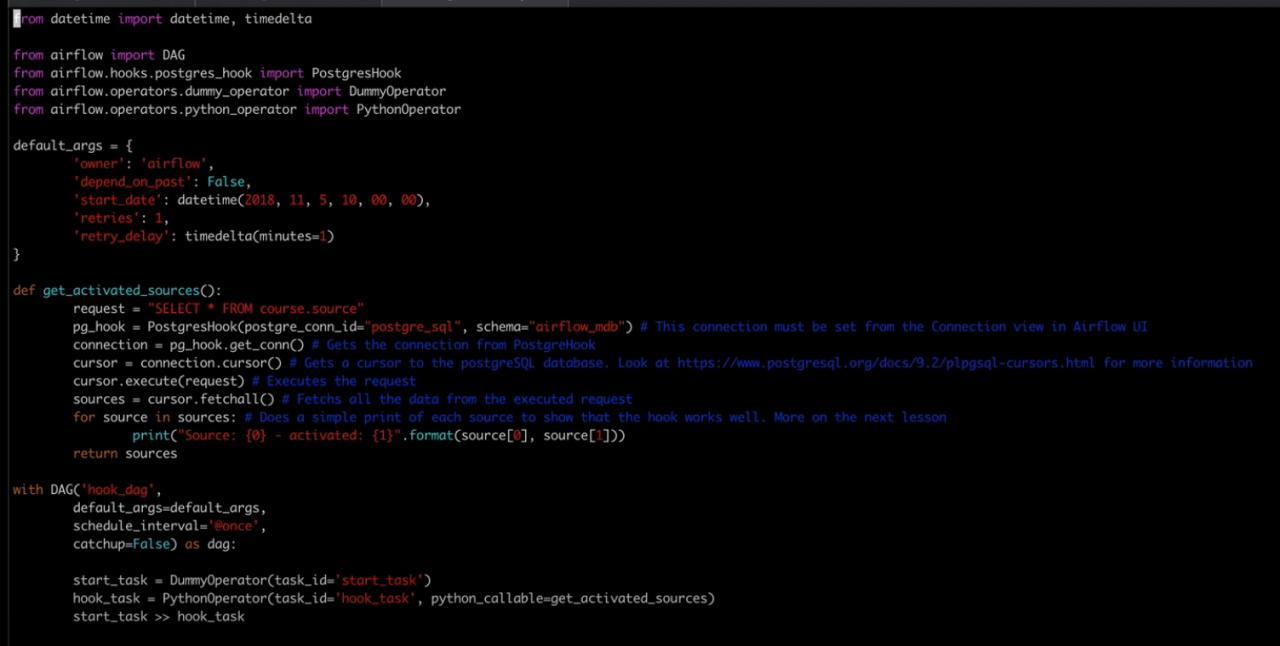 from datetime import datetime, timedelta
from airflow import DAG
from airflow.hooks.postgres_hook import PostgresHook
from airflow.operators.dummy_operator import DummyOperator
from airflow.operators.python_operator import PythonOperator
default_args = {
'owner': 'airflow',
'depend_on_past': False,
'start_date': datetime(2018, 11, 5, 10, 00, 00),
'retries': 1,
'retry_delay': timedelta(minutes=1)
}
def get_activated_sources():
request = "SELECT * FROM course.source"
pg_hook = PostgresHook(postgre_conn_id="postgre_sql", schema="airflow_mdb") # This connection must be set from the Connection view in Airflow UI
connection = pg_hook.get_conn() # Gets the connection from PostgreHook
cursor = connection.cursor() # Gets a cursor to the postgreSQL database. Look at https://www.postgresql.org/docs/9.2/plpgsql-cursors.html for more information
cursor.execute(request) # Executes the request
sources = cursor.fetchall() # Fetchs all the data from the executed request
for source in sources: # Does a simple print of each source to show that the hook works well. More on the next lesson
print("Source: {0} - activated: {1}".format(source[0], source[1]))
return sources
with DAG('hook_dag',
default_args=default_args,
schedule_interval='@once',
catchup=False) as dag:
start_task = DummyOperator(task_id='start_task')
hook_task = PythonOperator(task_id='hook_task', python_callable=get_activated_sources)
start_task >> hook_task